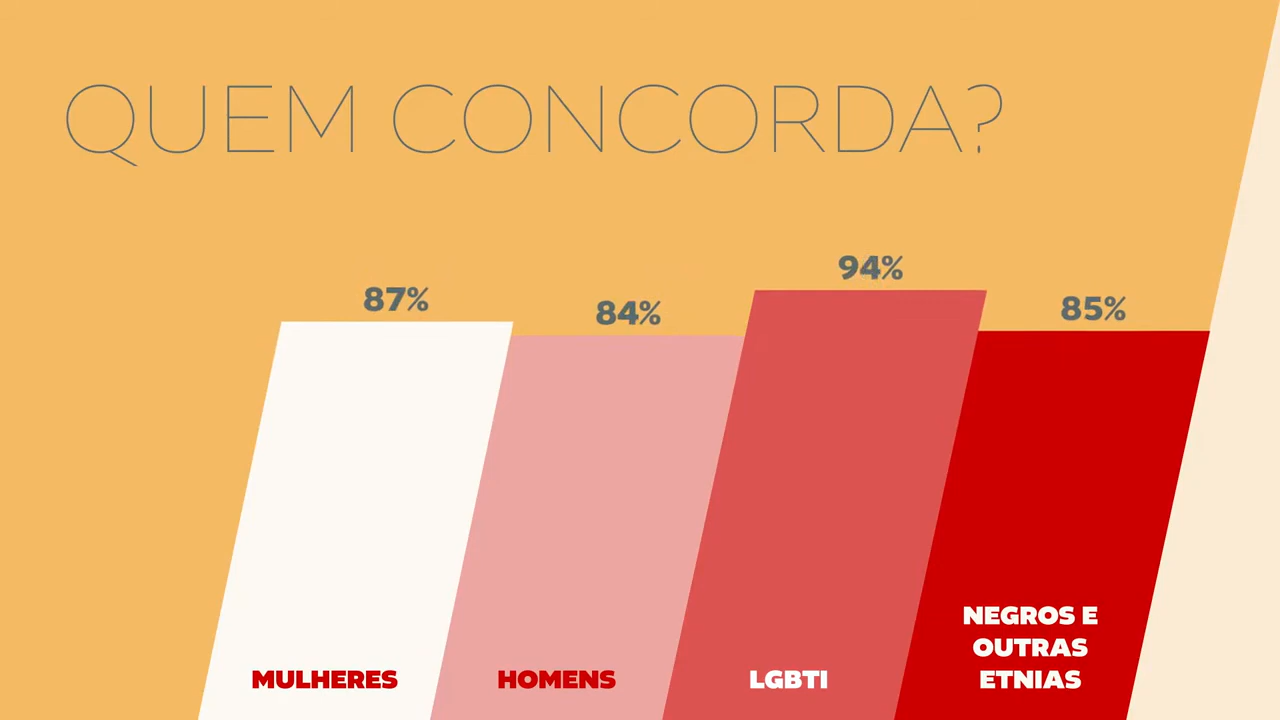 QUEM CONCORDA?
87%
84%
94%
85%
MULHERES
HOMENS
LGBTI
NEGROS E
OUTRAS
ETNIAS